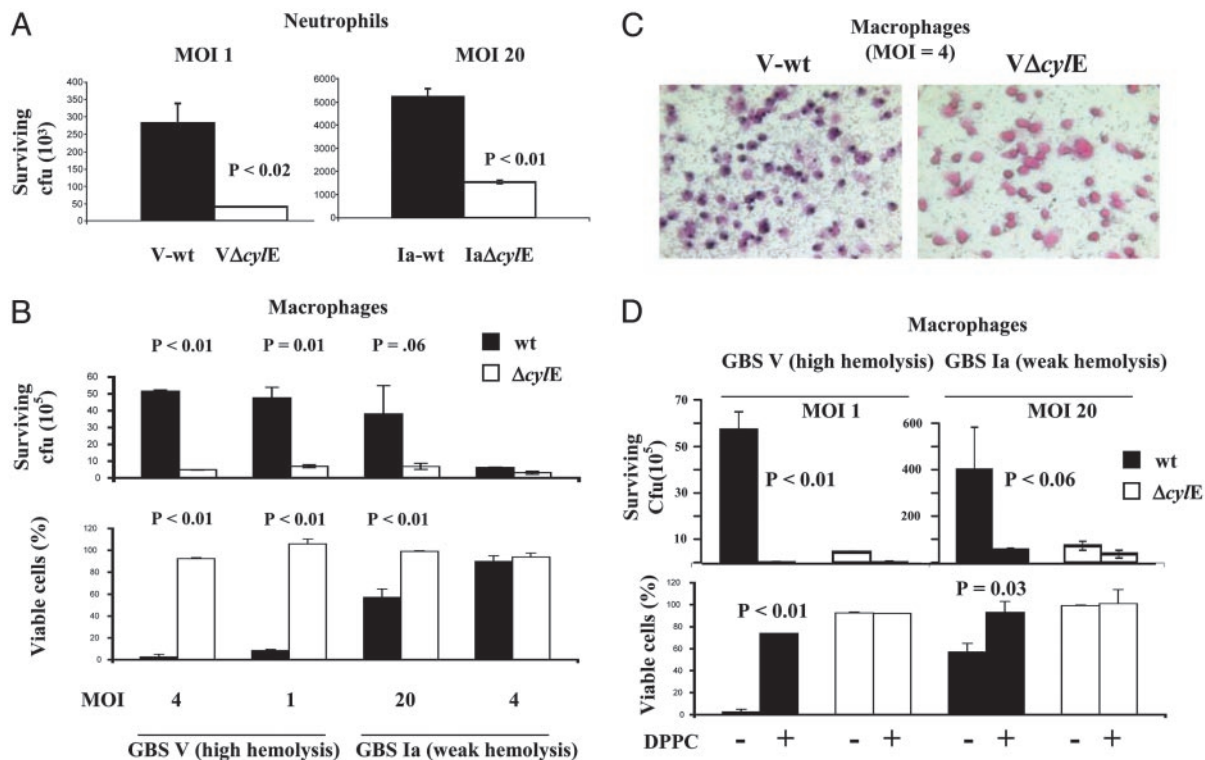 A
Neutrophils
MOI 1
MOI 20
Surviving
cfu (10³)
400
350
300
250
200
150
100
50
0
P < 0.02
V-wt VΔcylE
6000
5000
4000
3000
2000
1000
0
P < 0.01
Ia-wt IaΔcylE
B
Macrophages
P < 0.01 P = 0.01 P = .06
wt
ΔcylE
Surviving
cfu (10⁵)
60
50
40
30
20
10
0
P < 0.01 P < 0.01 P < 0.01
Viable cells (%)
120
100
80
60
40
20
0
MOI 4 1 20 4
GBS V (high hemolysis) GBS Ia (weak hemolysis)
C
Macrophages
(MOI = 4)
V-wt VΔcylE
D
Macrophages
GBS V (high hemolysis) GBS Ia (weak hemolysis)
MOI 1 MOI 20
Surviving
Cfu(10⁵)
70
50
30
10
P < 0.01
600
400
200
P < 0.06
wt
ΔcylE
Viable cells (%)
100
80
60
40
20
0
P < 0.01
P = 0.03
DPPC - + - + - + - +